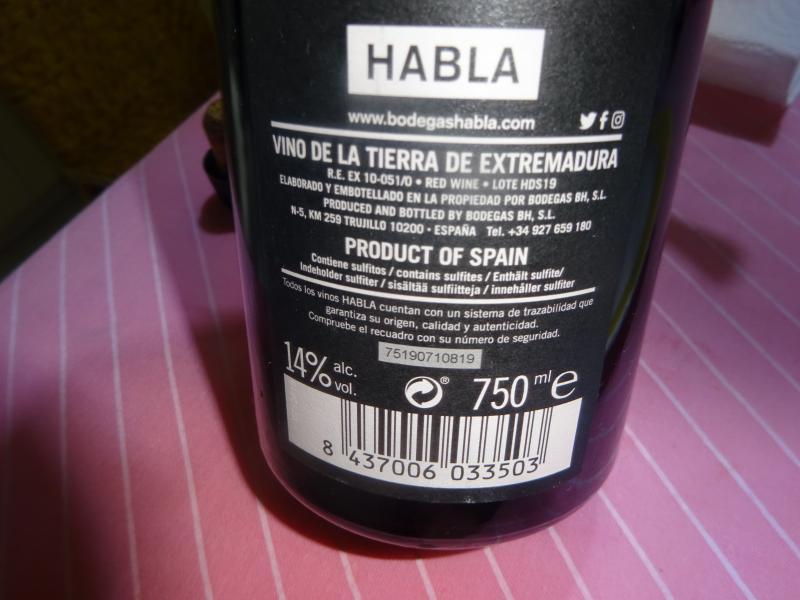 HABLA
www.bodegashabla.com
VINO DE LA TIERRA DE EXTREMADURA
R.E. EX 10-051/0 • RED WINE • LOTE HDS19
ELABORADO Y EMBOTELLADO EN LA PROPIEDAD POR BODEGAS BH, S.L.
PRODUCED AND BOTTLED BY BODEGAS BH, S.L.
N-5, KM 259 TRUJILLO 10200 • ESPAÑA Tel. +34 927 659 180
PRODUCT OF SPAIN
Contiene sulfitos / contains sulfites / Enthält sulfite/
Indeholder sulfiter / sisältää sulfiitteja / innehåller sulfiter
Todos los vinos HABLA cuentan con un sistema de trazabilidad que
garantiza su origen, calidad y autenticidad.
Compruebe el recuadro con su número de seguridad.
75190710819
14% alc. vol. ® 750 ml e
8 437006 033503